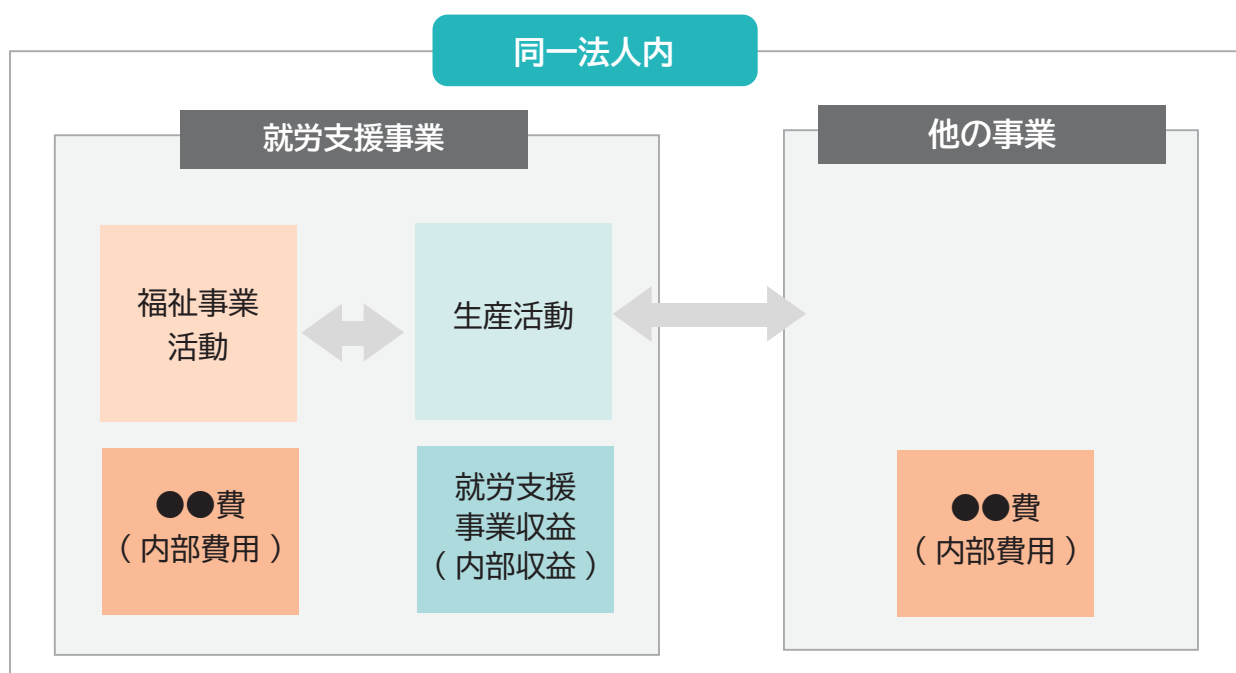 同一法人内
就労支援事業
他の事業
福祉事業
活動
生産活動
●●費
（内部費用）
就労支援
事業収益
（内部収益）
●●費
（内部費用）